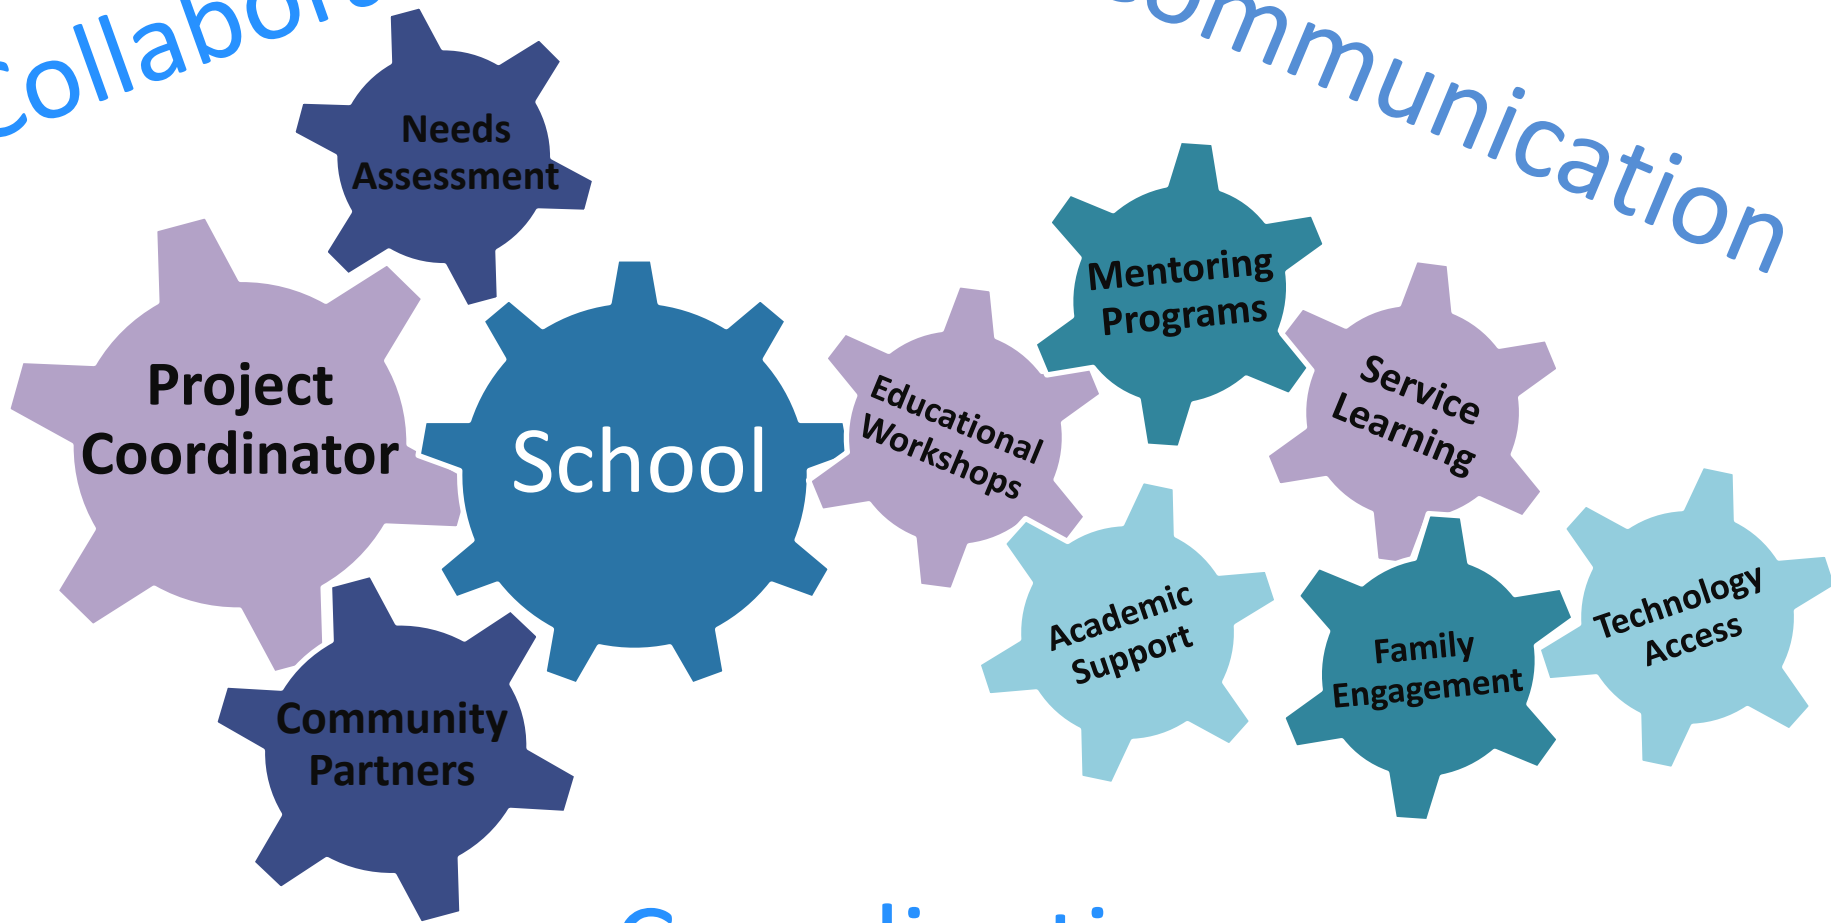 Needs
Assessment
Project
Coordinator
School
Community
Partners
Educational
Workshops
Mentoring
Programs
Service
Learning
Academic
Support
Family
Engagement
Technology
Access